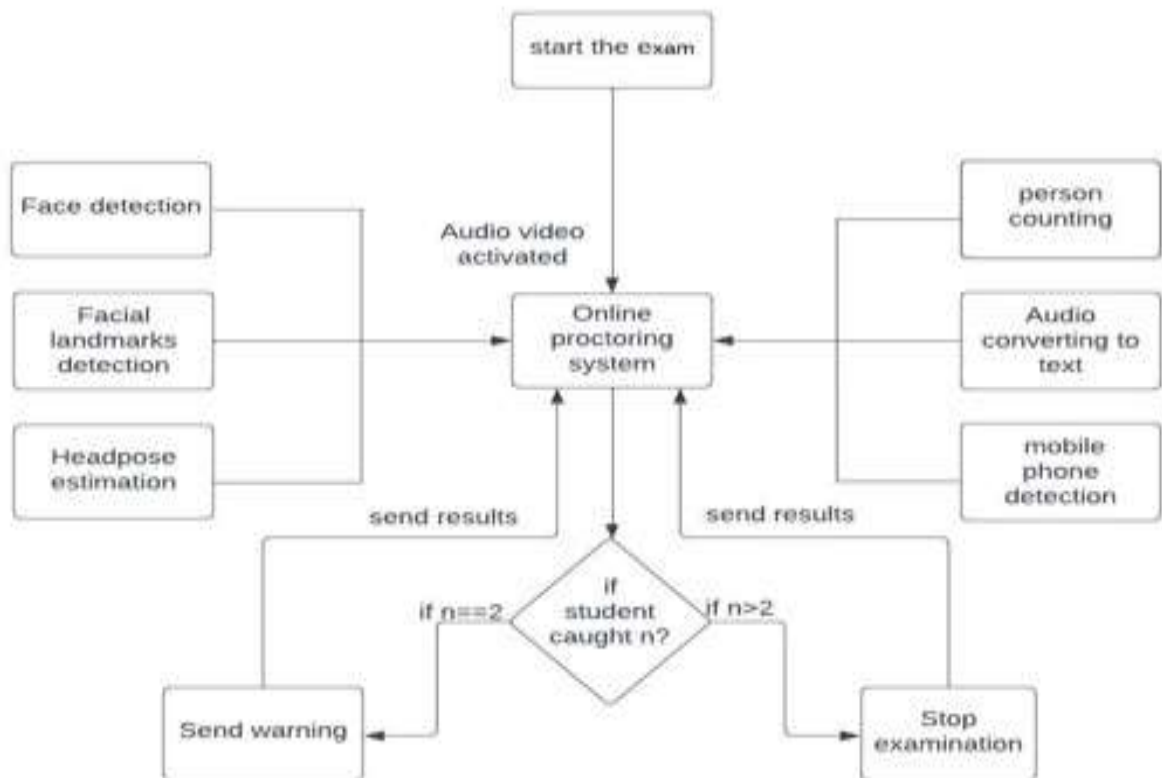 start the exam
Face detection
person
counting
Audio video
activated
Facial
landmarks
detection
Online
proctoring
system
Audio
converting to
text
Headpose
estimation
mobile
phone
detection
send results
send results
if n==2
if
student
caught n?
if n>2
Send warning
Stop
examination